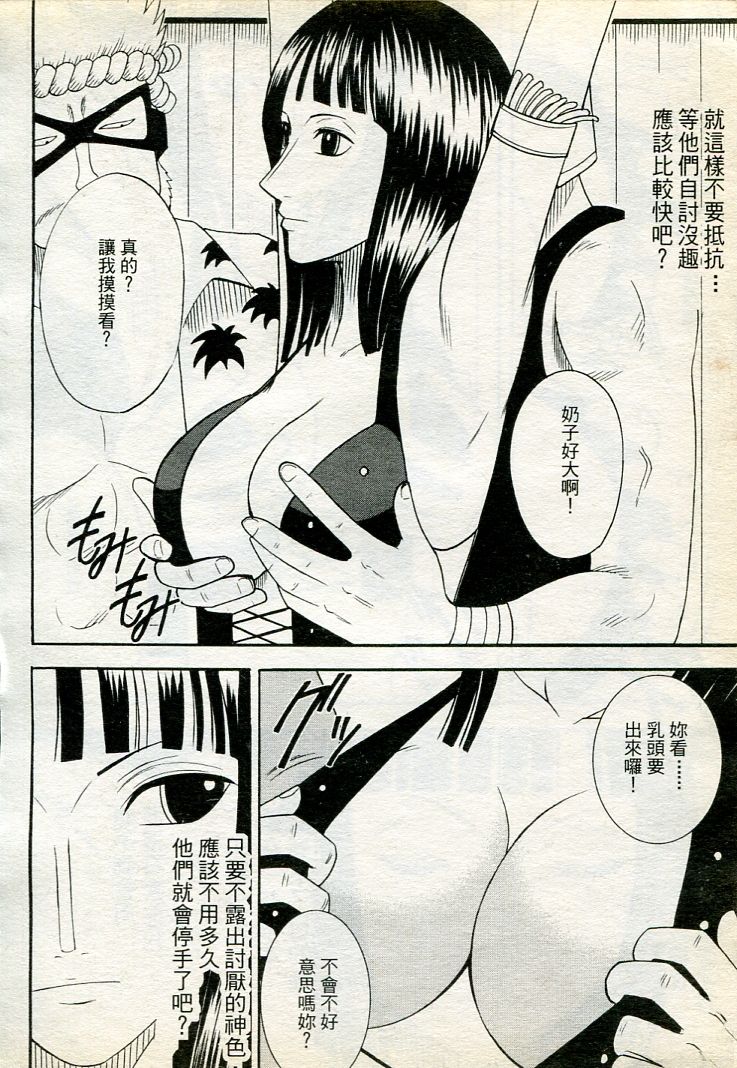 就這樣不要抵抗…
等他們自討沒趣
應該比較快吧？
奶子好大啊！
真的？
讓我摸摸看？
もみ
もみ
妳看……
乳頭要
出來囉！
グッ
不會不好
意思嗎妳？
只要不露出討厭的神色，
應該不用多久
他們就會停手了吧？